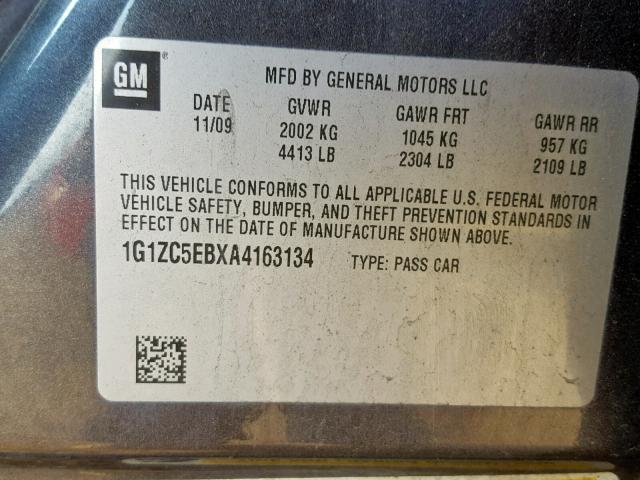 GM ®
MFD BY GENERAL MOTORS LLC
DATE GVWR GAWR FRT GAWR RR
11/09 2002 KG 1045 KG 957 KG
4413 LB 2304 LB 2109 LB
THIS VEHICLE CONFORMS TO ALL APPLICABLE U.S. FEDERAL MOTOR
VEHICLE SAFETY, BUMPER, AND THEFT PREVENTION STANDARDS IN
EFFECT ON THE DATE OF MANUFACTURE SHOWN ABOVE.
1G1ZC5EBXA4163134 TYPE: PASS CAR